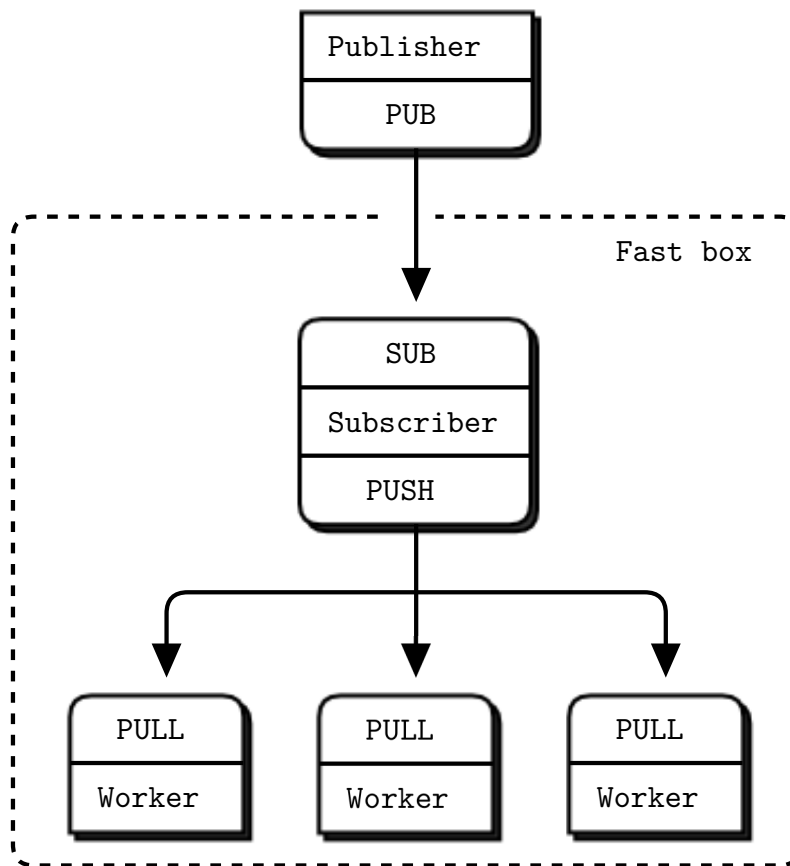 Publisher
PUB
Fast box
SUB
Subscriber
PUSH
PULL PULL PULL
Worker Worker Worker